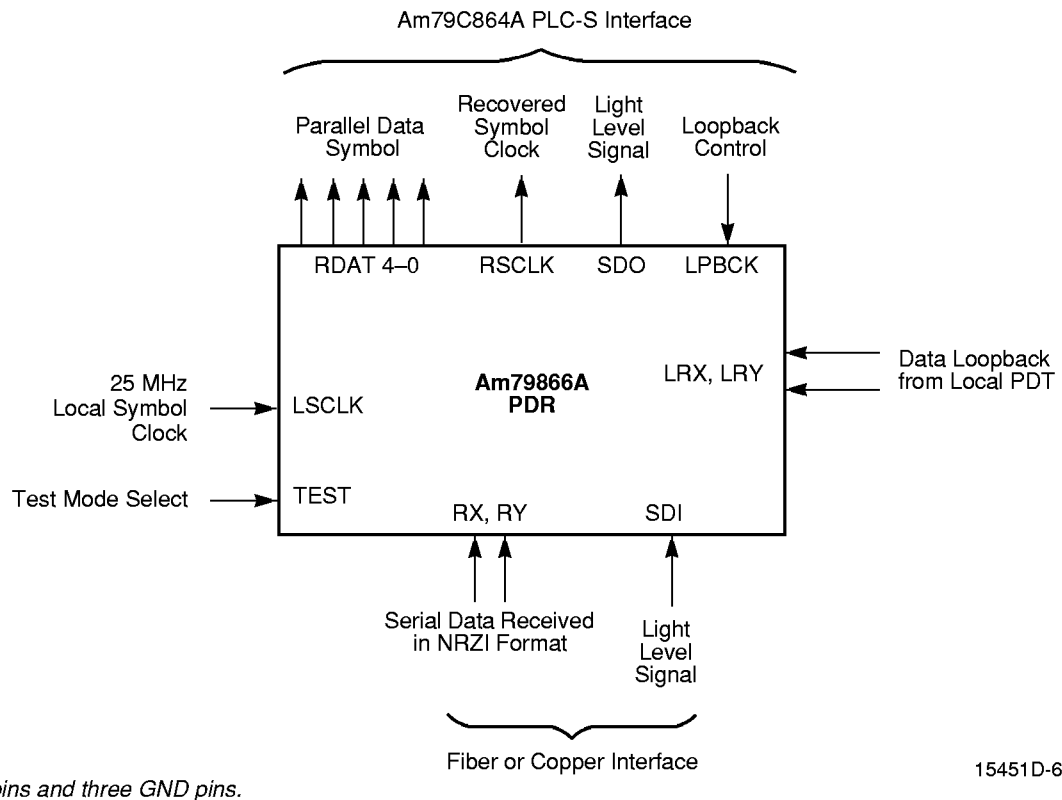 Am79C864A PLC-S Interface
Parallel Data
Symbol
Recovered
Symbol
Clock
Light
Level
Signal
Loopback
Control
RDAT 4–0
RSCLK
SDO
LPBCK
25 MHz
Local Symbol
Clock
LSCLK
Am79866A
PDR
LRX, LRY
Data Loopback
from Local PDT
Test Mode Select
TEST
RX, RY
SDI
Serial Data Received
in NRZI Format
Light
Level
Signal
Fiber or Copper Interface
15451D-6
and three GND pins.